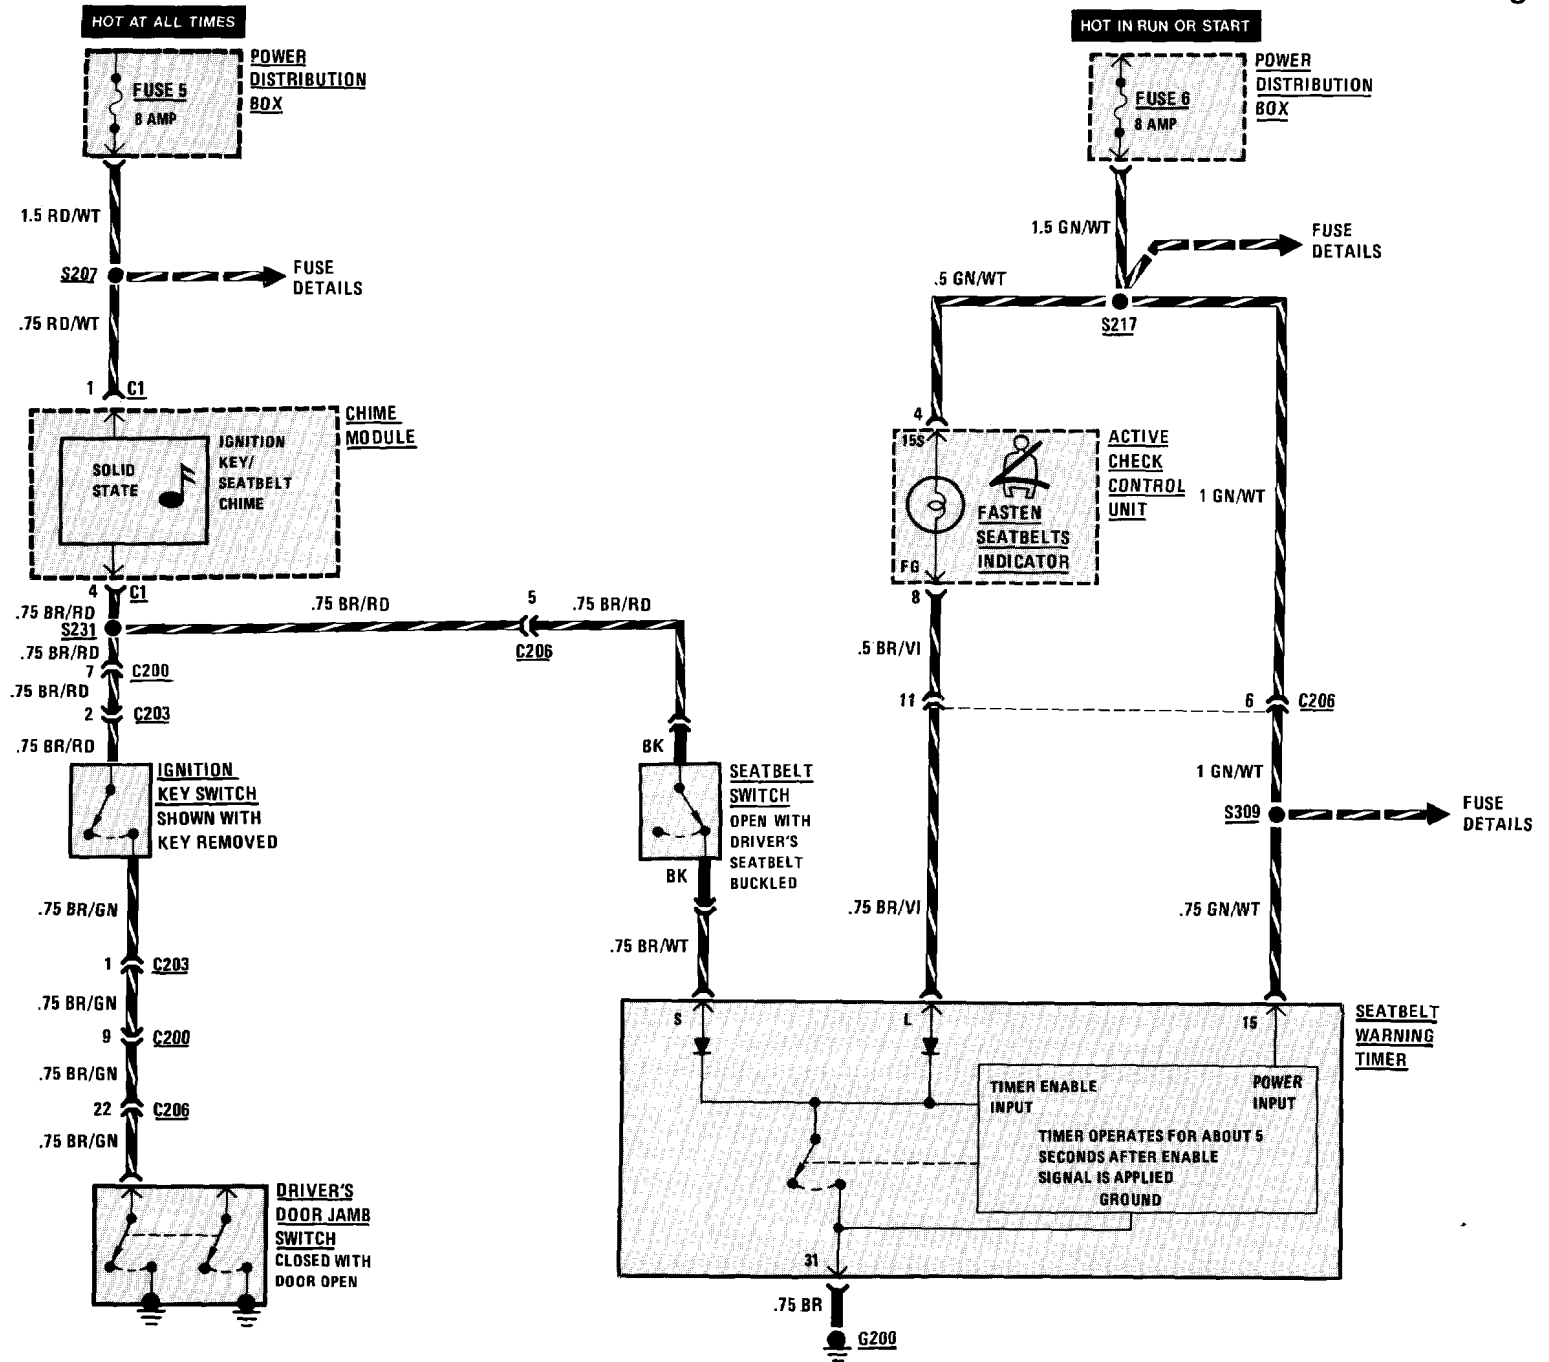 HOT AT ALL TIMES
FUSE 5
8 AMP
POWER
DISTRIBUTION
BOX
1.5 RD/WT
S207
FUSE
DETAILS
.75 RD/WT
1
C1
CHIME
MODULE
SOLID
STATE
IGNITION
KEY/
SEATBELT
CHIME
4
C1
.75 BR/RD
S231
.75 BR/RD
7
C200
.75 BR/RD
2
C203
.75 BR/RD
IGNITION
KEY SWITCH
SHOWN WITH
KEY REMOVED
.75 BR/GN
1
C203
.75 BR/GN
9
C200
.75 BR/GN
22
C206
.75 BR/GN
DRIVER'S
DOOR JAMB
SWITCH
CLOSED WITH
DOOR OPEN
.75 BR/RD
5
.75 BR/RD
C206
BK
SEATBELT
SWITCH
OPEN WITH
DRIVER'S
SEATBELT
BUCKLED
BK
.75 BR/WT
HOT IN RUN OR START
FUSE 6
8 AMP
POWER
DISTRIBUTION
BOX
1.5 GN/WT
FUSE
DETAILS
.5 GN/WT
S217
4
15S
FASTEN
SEATBELTS
INDICATOR
FG
ACTIVE
CHECK
CONTROL
UNIT
1 GN/WT
8
.5 BR/VI
11
6
C206
1 GN/WT
S309
FUSE
DETAILS
.75 BR/VI
.75 GN/WT
S
L
15
SEATBELT
WARNING
TIMER
TIMER ENABLE
INPUT
POWER
INPUT
TIMER OPERATES FOR ABOUT 5
SECONDS AFTER ENABLE
SIGNAL IS APPLIED
GROUND
31
.75 BR
G200